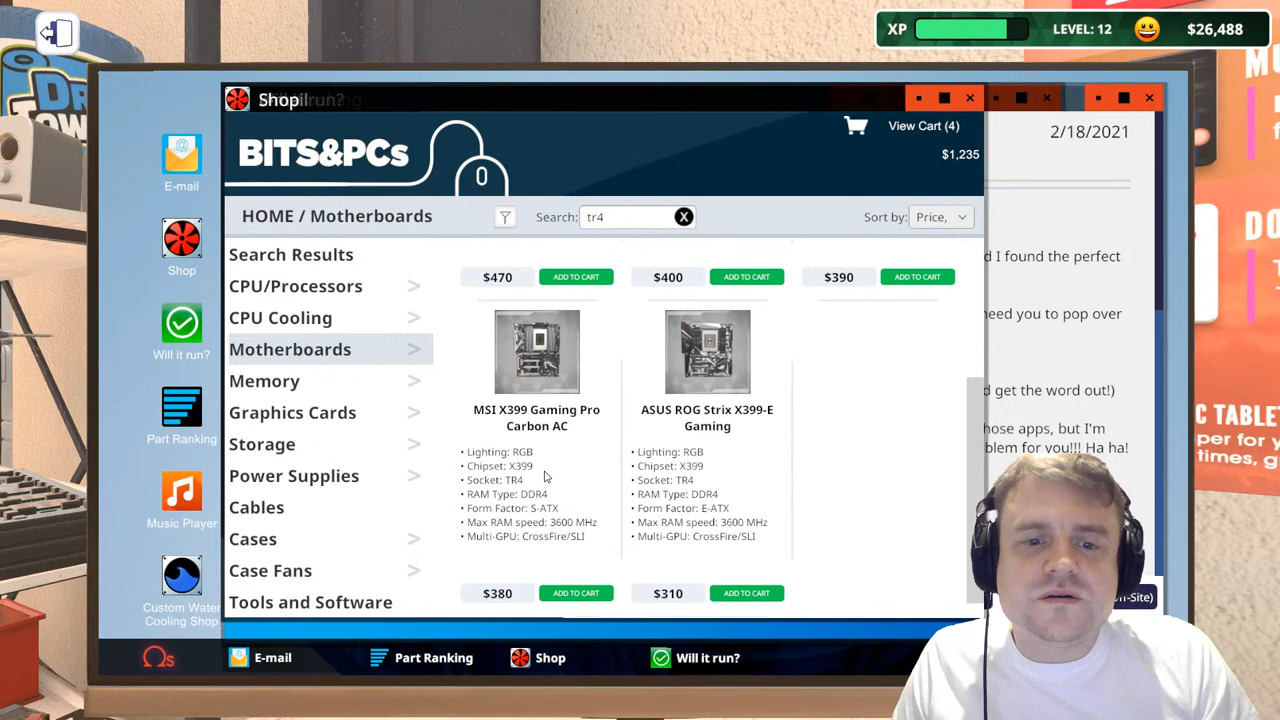 XP
LEVEL: 12
$26,488
Shop
BITS&PCs
View Cart (4)
$1,235
2/18/2021
HOME / Motherboards
Search:
tr4
X
Sort by:
Price,
Search Results
CPU/Processors
CPU Cooling
Motherboards
Memory
Graphics Cards
Storage
Power Supplies
Cables
Cases
Case Fans
Tools and Software
$470
ADD TO CART
$400
ADD TO CART
$390
ADD TO CART
MSI X399 Gaming Pro
Carbon AC
• Lighting: RGB
• Chipset: X399
• Socket: TR4
• RAM Type: DDR4
• Form Factor: S-ATX
• Max RAM speed: 3600 MHz
• Multi-GPU: CrossFire/SLI
$380
ADD TO CART
ASUS ROG Strix X399-E
Gaming
• Lighting: RGB
• Chipset: X399
• Socket: TR4
• RAM Type: DDR4
• Form Factor: E-ATX
• Max RAM speed: 3600 MHz
• Multi-GPU: CrossFire/SLI
$310
ADD TO CART
I found the perfect
need you to pop over
get the word out!)
those apps, but I'm
blem for you!!! Ha ha!
E-mail
Shop
Will it run?
Part Ranking
Music Player
Custom Water
Cooling Shop
Ωs
E-mail
Part Ranking
Shop
Will it run?
TABLET